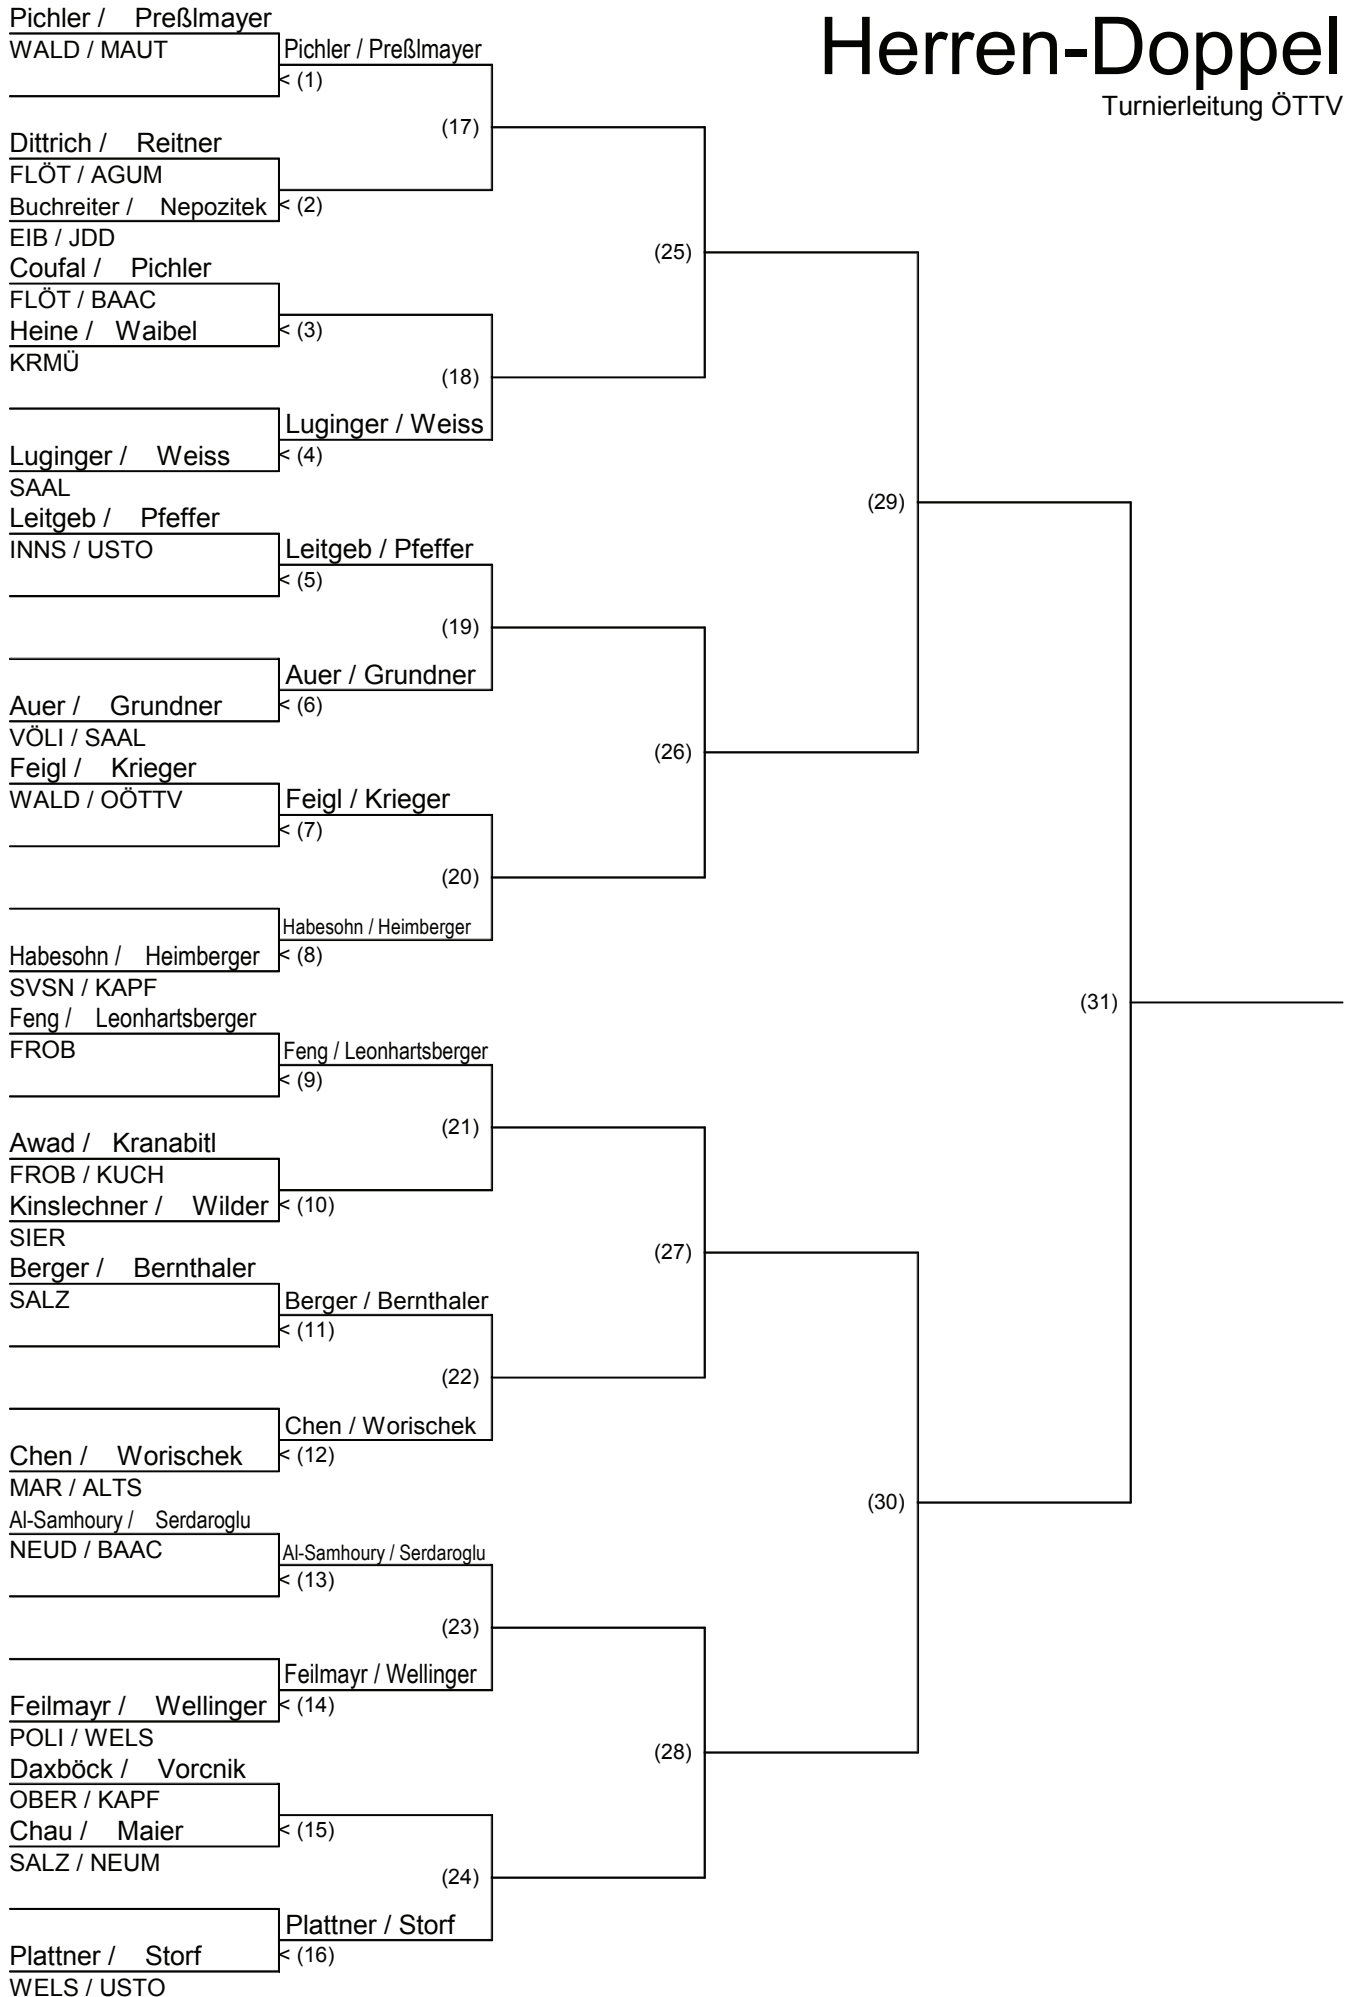 Herren-Doppel
Turnierleitung ÖTTV
Pichler / Preßlmayer
WALD / MAUT
Pichler / Preßlmayer
< (1)
(17)
Dittrich / Reitner
FLÖT / AGUM
Buchreiter / Nepozitek
< (2)
EIB / JDD
(25)
Coufal / Pichler
FLÖT / BAAC
Heine / Waibel
< (3)
KRMÜ
(18)
Luginger / Weiss
Luginger / Weiss
< (4)
SAAL
(29)
Leitgeb / Pfeffer
INNS / USTO
Leitgeb / Pfeffer
< (5)
(19)
Auer / Grundner
Auer / Grundner
< (6)
VÖLI / SAAL
(26)
Feigl / Krieger
WALD / OÖTTV
Feigl / Krieger
< (7)
(20)
Habesohn / Heimberger
Habesohn / Heimberger
< (8)
SVSN / KAPF
(31)
Feng / Leonhartsberger
FROB
Feng / Leonhartsberger
< (9)
(21)
Awad / Kranabitl
FROB / KUCH
Kinslechner / Wilder
< (10)
SIER
(27)
Berger / Bernthaler
SALZ
Berger / Bernthaler
< (11)
(22)
Chen / Worischek
Chen / Worischek
< (12)
MAR / ALTS
(30)
Al-Samhoury / Serdaroglu
NEUD / BAAC
Al-Samhoury / Serdaroglu
< (13)
(23)
Feilmayr / Wellinger
Feilmayr / Wellinger
< (14)
POLI / WELS
(28)
Daxböck / Vorcnik
OBER / KAPF
Chau / Maier
< (15)
SALZ / NEUM
(24)
Plattner / Storf
Plattner / Storf
< (16)
WELS / USTO